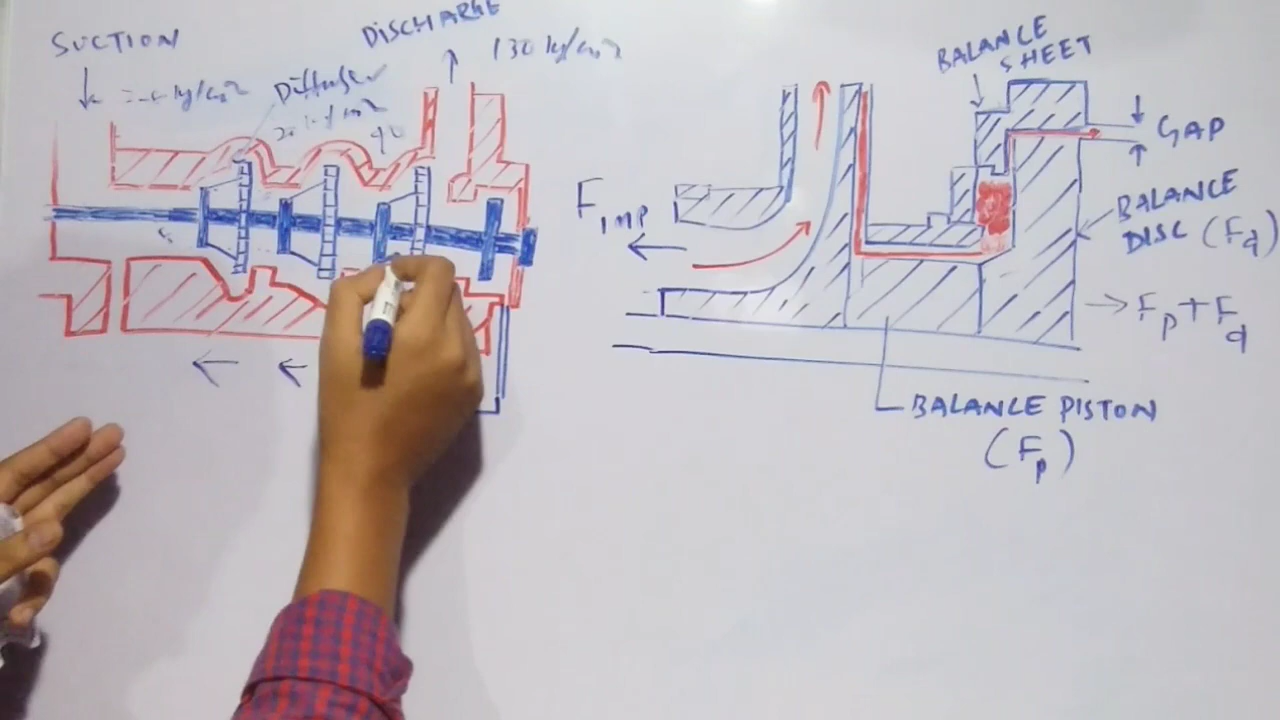 SUCTION
DISCHARGE
130 kg/cm²
Diffuser
BALANCE
SHEET
GAP
F IMP
BALANCE
DISC (Fd)
Fp + Fd
BALANCE PISTON
(Fp)